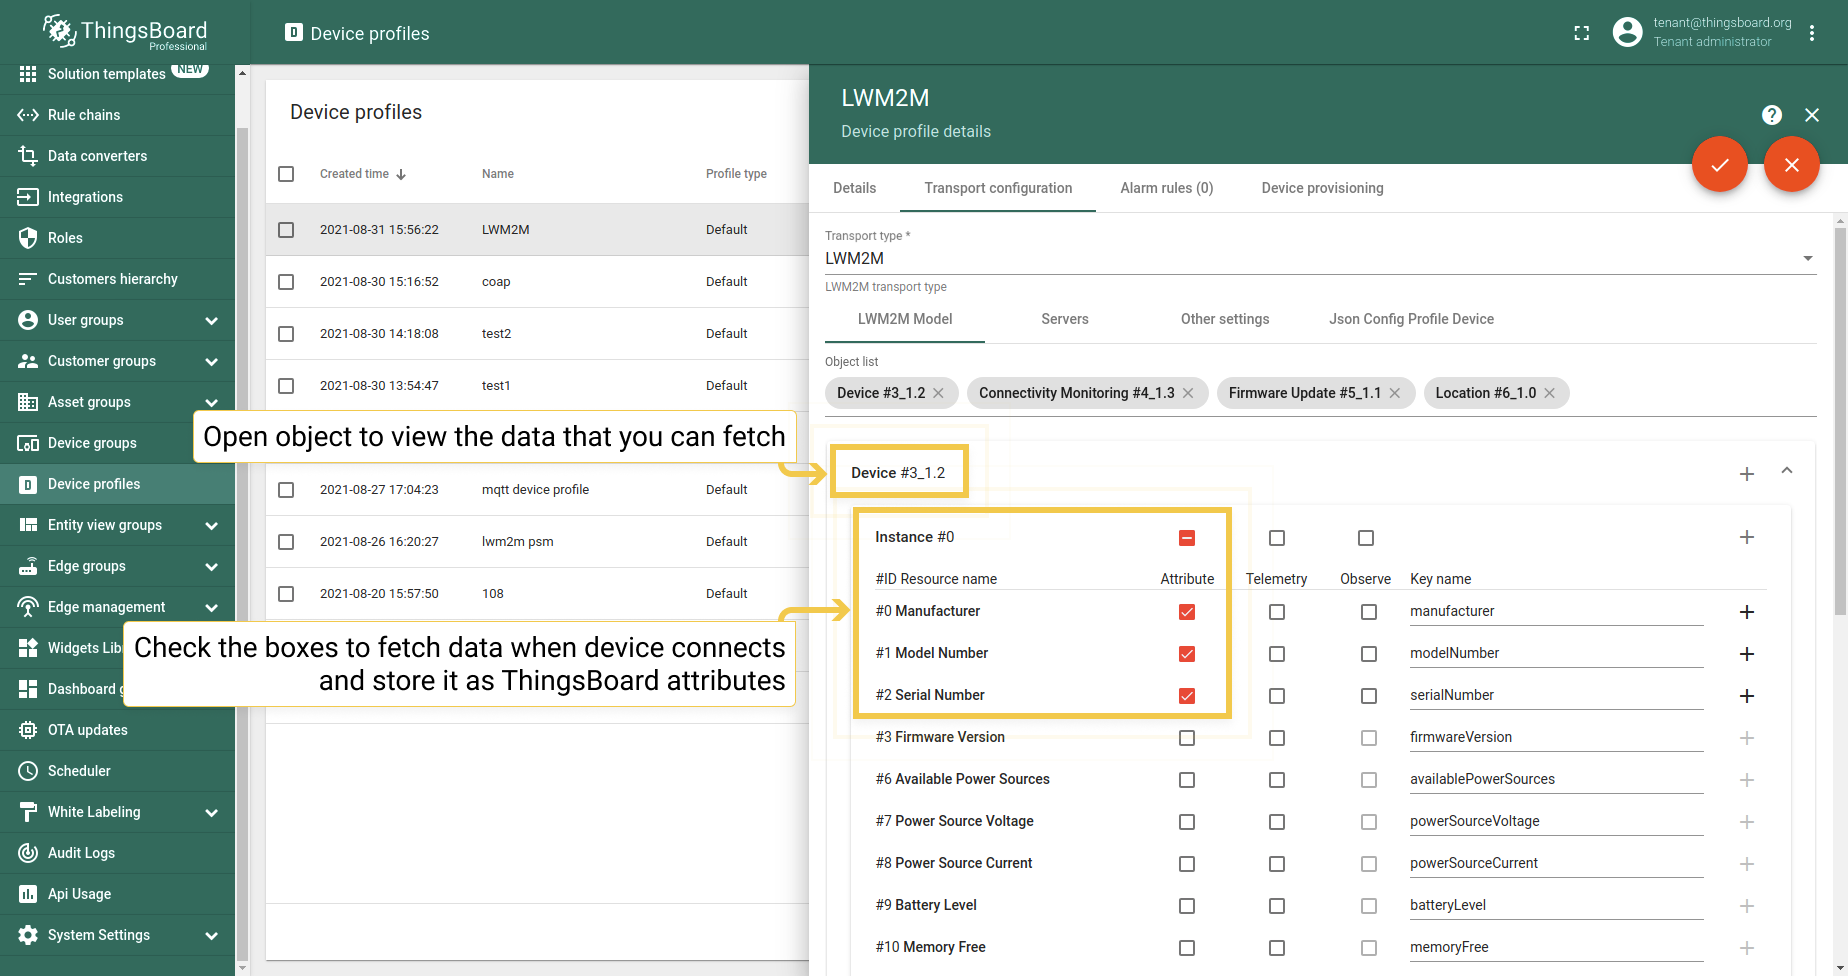 ThingsBoard
Professional
Device profiles
tenant@thingsboard.org
Tenant administrator
Solution templates NEW
Rule chains
Data converters
Integrations
Roles
Customers hierarchy
User groups
Customer groups
Asset groups
Device groups
Device profiles
Entity view groups
Edge groups
Edge management
Widgets Lib
Dashboard g
OTA updates
Scheduler
White Labeling
Audit Logs
Api Usage
System Settings
Device profiles
Created time Name Profile type
2021-08-31 15:56:22 LWM2M Default
2021-08-30 15:16:52 coap Default
2021-08-30 14:18:08 test2 Default
2021-08-30 13:54:47 test1 Default
Open object to view the data that you can fetch
2021-08-27 17:04:23 mqtt device profile Default
2021-08-26 16:20:27 lwm2m psm Default
2021-08-20 15:57:50 108 Default
Check the boxes to fetch data when device connects
and store it as ThingsBoard attributes
LWM2M
Device profile details
Details Transport configuration Alarm rules (0) Device provisioning
Transport type *
LWM2M
LWM2M transport type
LWM2M Model Servers Other settings Json Config Profile Device
Object list
Device #3_1.2 Connectivity Monitoring #4_1.3 Firmware Update #5_1.1 Location #6_1.0
Device #3_1.2
Instance #0
#ID Resource name Attribute Telemetry Observe Key name
#0 Manufacturer manufacturer
#1 Model Number modelNumber
#2 Serial Number serialNumber
#3 Firmware Version firmwareVersion
#6 Available Power Sources availablePowerSources
#7 Power Source Voltage powerSourceVoltage
#8 Power Source Current powerSourceCurrent
#9 Battery Level batteryLevel
#10 Memory Free memoryFree